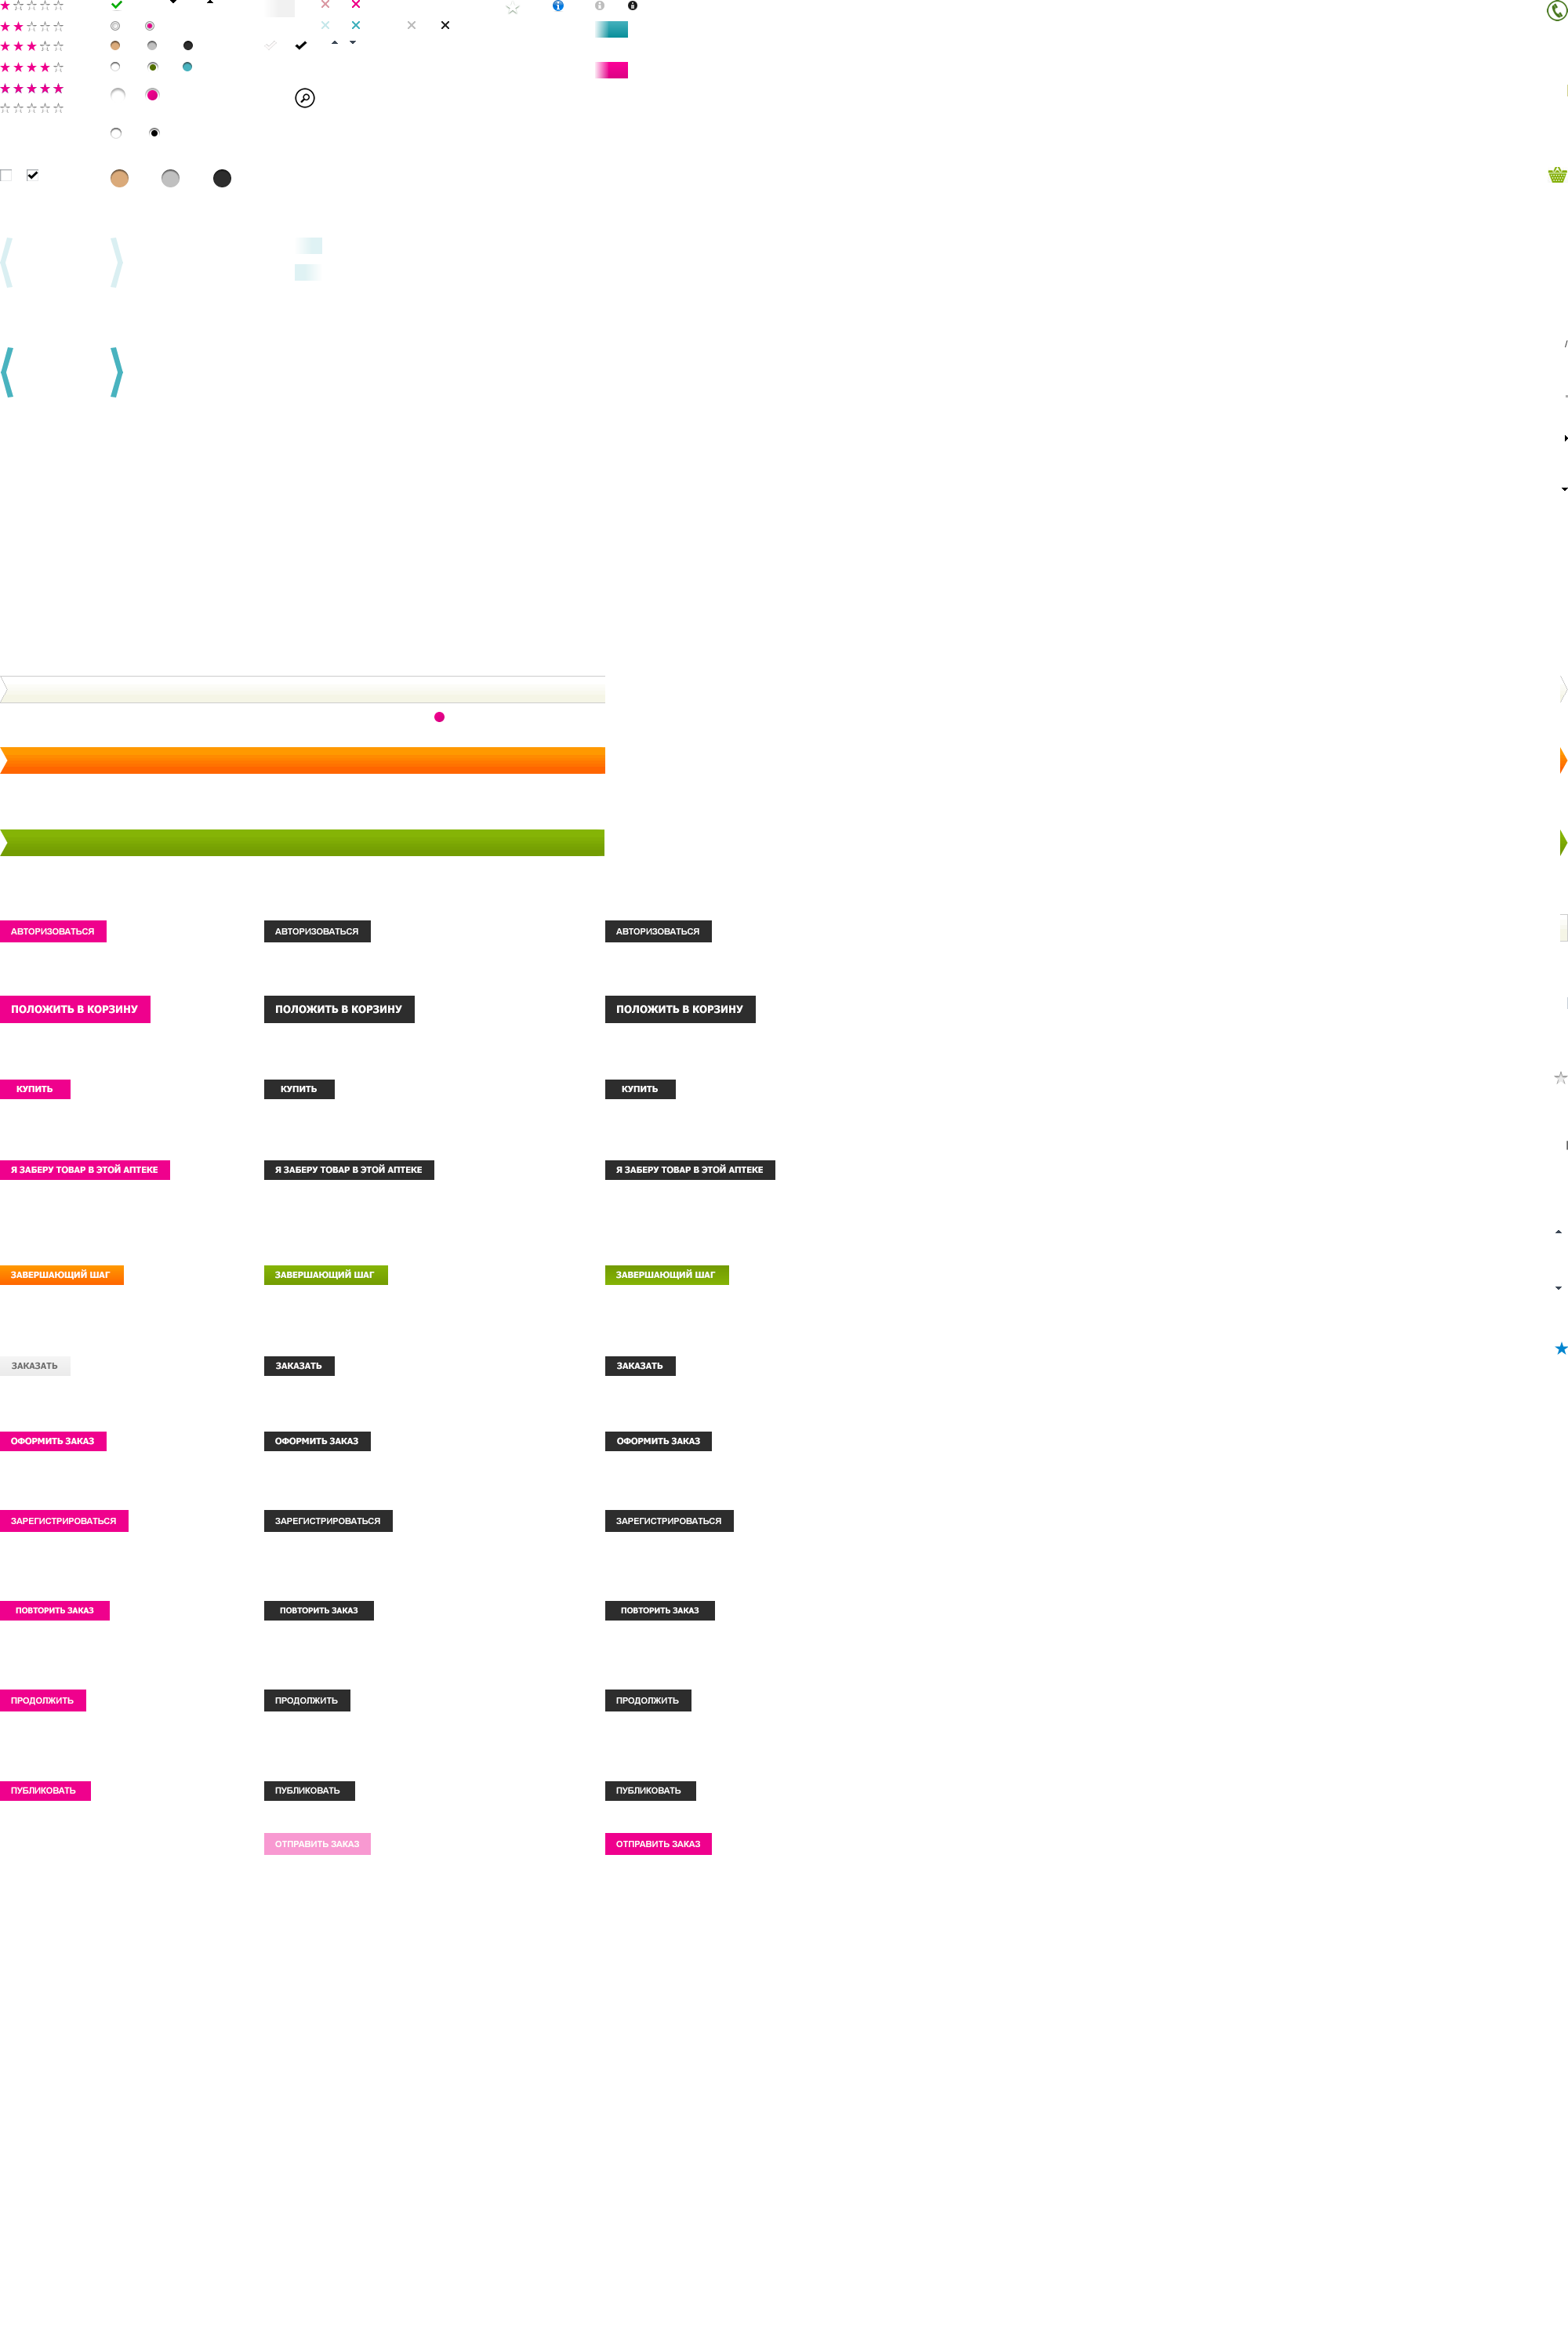 АВТОРИЗОВАТЬСЯ АВТОРИЗОВАТЬСЯ АВТОРИЗОВАТЬСЯ
ПОЛОЖИТЬ В КОРЗИНУ ПОЛОЖИТЬ В КОРЗИНУ ПОЛОЖИТЬ В КОРЗИНУ
КУПИТЬ КУПИТЬ КУПИТЬ
Я ЗАБЕРУ ТОВАР В ЭТОЙ АПТЕКЕ Я ЗАБЕРУ ТОВАР В ЭТОЙ АПТЕКЕ Я ЗАБЕРУ ТОВАР В ЭТОЙ АПТЕКЕ
ЗАВЕРШАЮЩИЙ ШАГ ЗАВЕРШАЮЩИЙ ШАГ ЗАВЕРШАЮЩИЙ ШАГ
ЗАКАЗАТЬ ЗАКАЗАТЬ ЗАКАЗАТЬ
ОФОРМИТЬ ЗАКАЗ ОФОРМИТЬ ЗАКАЗ ОФОРМИТЬ ЗАКАЗ
ЗАРЕГИСТРИРОВАТЬСЯ ЗАРЕГИСТРИРОВАТЬСЯ ЗАРЕГИСТРИРОВАТЬСЯ
ПОВТОРИТЬ ЗАКАЗ ПОВТОРИТЬ ЗАКАЗ ПОВТОРИТЬ ЗАКАЗ
ПРОДОЛЖИТЬ ПРОДОЛЖИТЬ ПРОДОЛЖИТЬ
ПУБЛИКОВАТЬ ПУБЛИКОВАТЬ ПУБЛИКОВАТЬ
ОТПРАВИТЬ ЗАКАЗ ОТПРАВИТЬ ЗАКАЗ